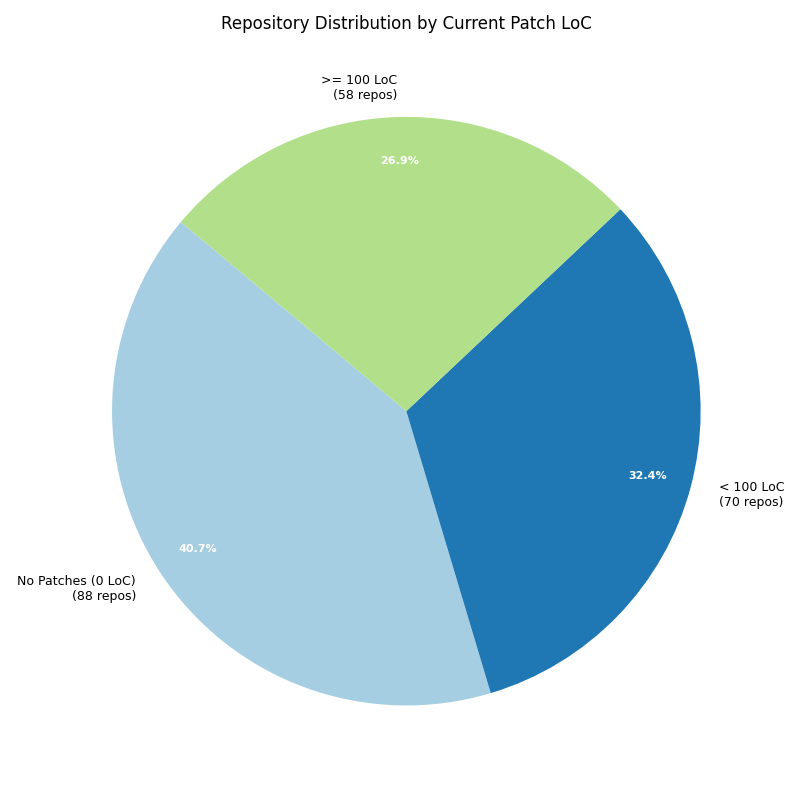 Repository Distribution by Current Patch LoC
>= 100 LoC
(58 repos)
26.9%
32.4%
< 100 LoC
(70 repos)
40.7%
No Patches (0 LoC)
(88 repos)